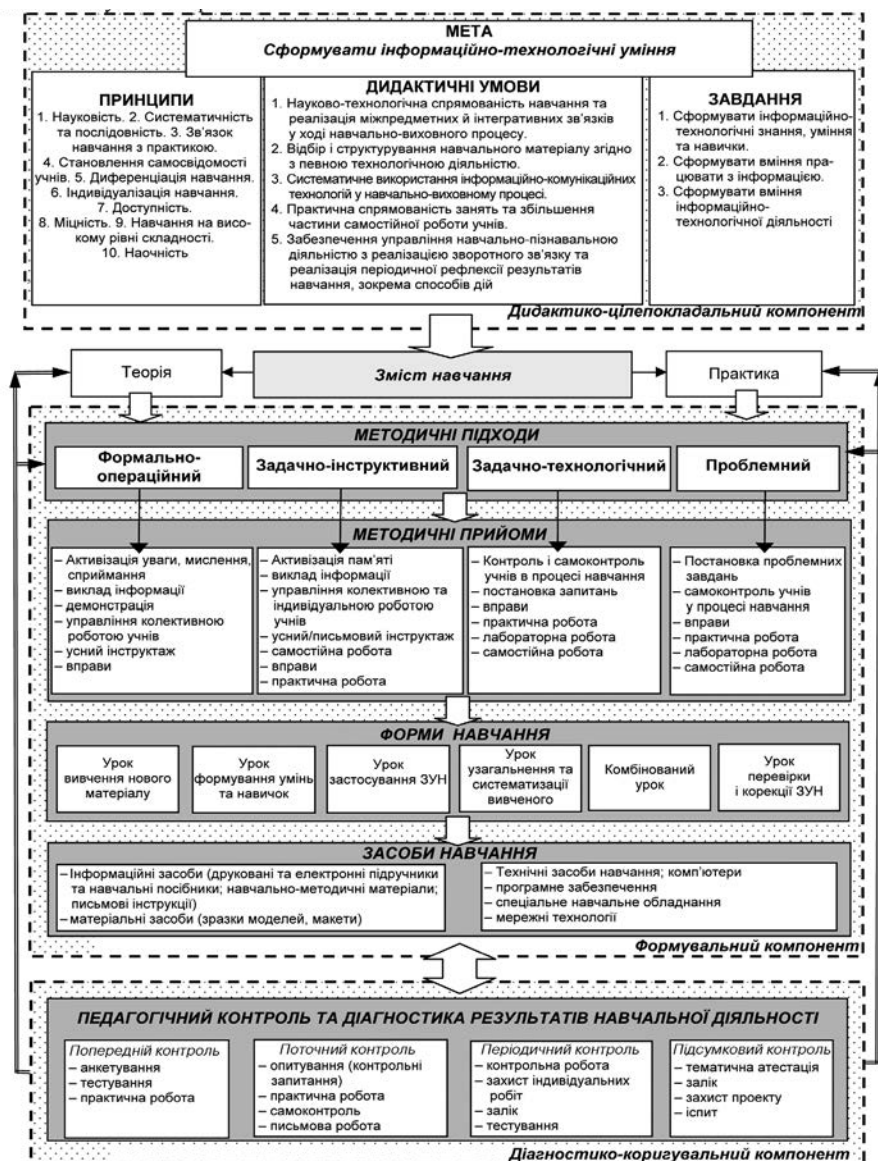 МЕТА
Сформувати інформаційно-технологічні уміння
ПРИНЦИПИ
1. Науковість. 2. Систематичність
та послідовність. 3. Зв’язок
навчання з практикою.
4. Становлення самосвідомості
учнів. 5. Диференціація навчання.
6. Індивідуалізація навчання.
7. Доступність.
8. Міцність. 9. Навчання на висо-
кому рівні складності.
10. Наочність
ДИДАКТИЧНІ УМОВИ
1. Науково-технологічна спрямованість навчання та
реалізація міжпредметних й інтегративних зв’язків
у ході навчально-виховного процесу.
2. Відбір і структурування навчального матеріалу згідно
з певною технологічною діяльністю.
3. Систематичне використання інформаційно-комунікаційних
технологій у навчально-виховному процесі.
4. Практична спрямованість занять та збільшення
частини самостійної роботи учнів.
5. Забезпечення управління навчально-пізнавальною
діяльністю з реалізацією зворотного зв’язку та
реалізація періодичної рефлексії результатів
навчання, зокрема способів дій
ЗАВДАННЯ
1. Сформувати інформаційно-
технологічні знання, уміння
та навички.
2. Сформувати вміння пра-
цювати з інформацією.
3. Сформувати вміння
інформаційно-
технологічної діяльності
Дидактико-цілепокладальний компонент
Теорія
Зміст навчання
Практика
МЕТОДИЧНІ ПІДХОДИ
Формально-
операційний
Задачно-інструктивний
Задачно-технологічний
Проблемний
МЕТОДИЧНІ ПРИЙОМИ
– Активізація уваги, мислення,
сприймання
– виклад інформації
– демонстрація
– управління колективною
роботою учнів
– усний інструктаж
– вправи
– Активізація пам’яті
– виклад інформації
– управління колективною та
індивідуальною роботою
учнів
– усний/письмовий інструктаж
– самостійна робота
– вправи
– практична робота
– Контроль і самоконтроль
учнів в процесі навчання
– постановка запитань
– вправи
– практична робота
– лабораторна робота
– самостійна робота
– Постановка проблемних
завдань
– самоконтроль учнів
у процесі навчання
– вправи
– практична робота
– лабораторна робота
– самостійна робота
ФОРМИ НАВЧАННЯ
Урок
вивчення нового
матеріалу
Урок
формування умінь
та навичок
Урок
застосування ЗУН
Урок
узагальнення та
систематизації
вивченого
Комбінований
урок
Урок
перевірки
і корекції ЗУН
ЗАСОБИ НАВЧАННЯ
–Інформаційні засоби (друковані та електронні підручники
та навчальні посібники; навчально-методичні матеріали;
письмові інструкції)
–матеріальні засоби (зразки моделей, макети)
– Технічні засоби навчання; комп’ютери
– програмне забезпечення
– спеціальне навчальне обладнання
– мережні технології
Формувальний компонент
ПЕДАГОГІЧНИЙ КОНТРОЛЬ ТА ДІАГНОСТИКА РЕЗУЛЬТАТІВ НАВЧАЛЬНОЇ ДІЯЛЬНОСТІ
Попередній контроль
– анкетування
– тестування
– практична робота
Поточний контроль
– опитування (контрольні
запитання)
– практична робота
– самоконтроль
– письмова робота
Періодичний контроль
– контрольна робота
– захист індивідуальних
робіт
– залік
– тестування
Підсумковий контроль
– тематична атестація
– залік
– захист проекту
– іспит
Діагностико-коригувальний компонент